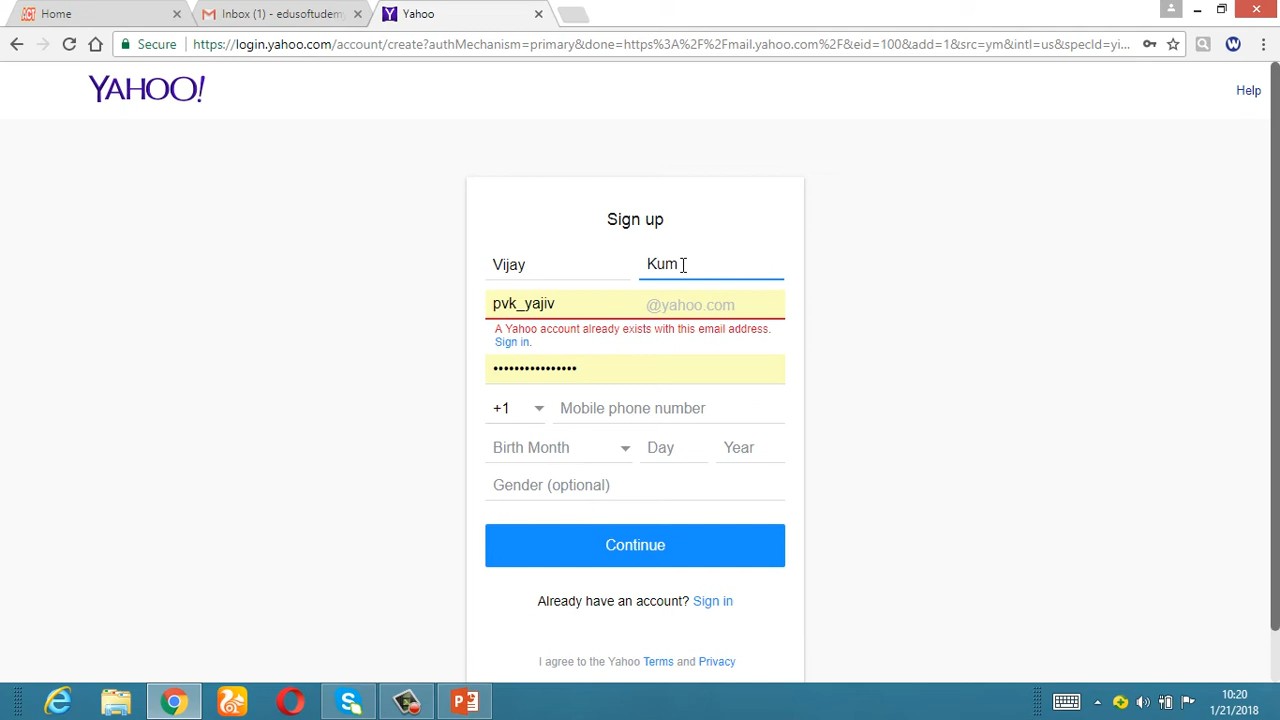 Home
Inbox (1) - edusoftudem
Yahoo
Secure
https://login.yahoo.com/account/create?authMechanism=primary&done=https%3A%2F%2Fmail.yahoo.com%2F&eid=100&add=1&src=ym&intl=us&specId=yi...
YAHOO!
Help
Sign up
Vijay
Kum
pvk_yajiv
@yahoo.com
A Yahoo account already exists with this email address.
Sign in.
+1
Mobile phone number
Birth Month
Day
Year
Gender (optional)
Continue
Already have an account? Sign in
I agree to the Yahoo Terms and Privacy
10:20
1/21/2018